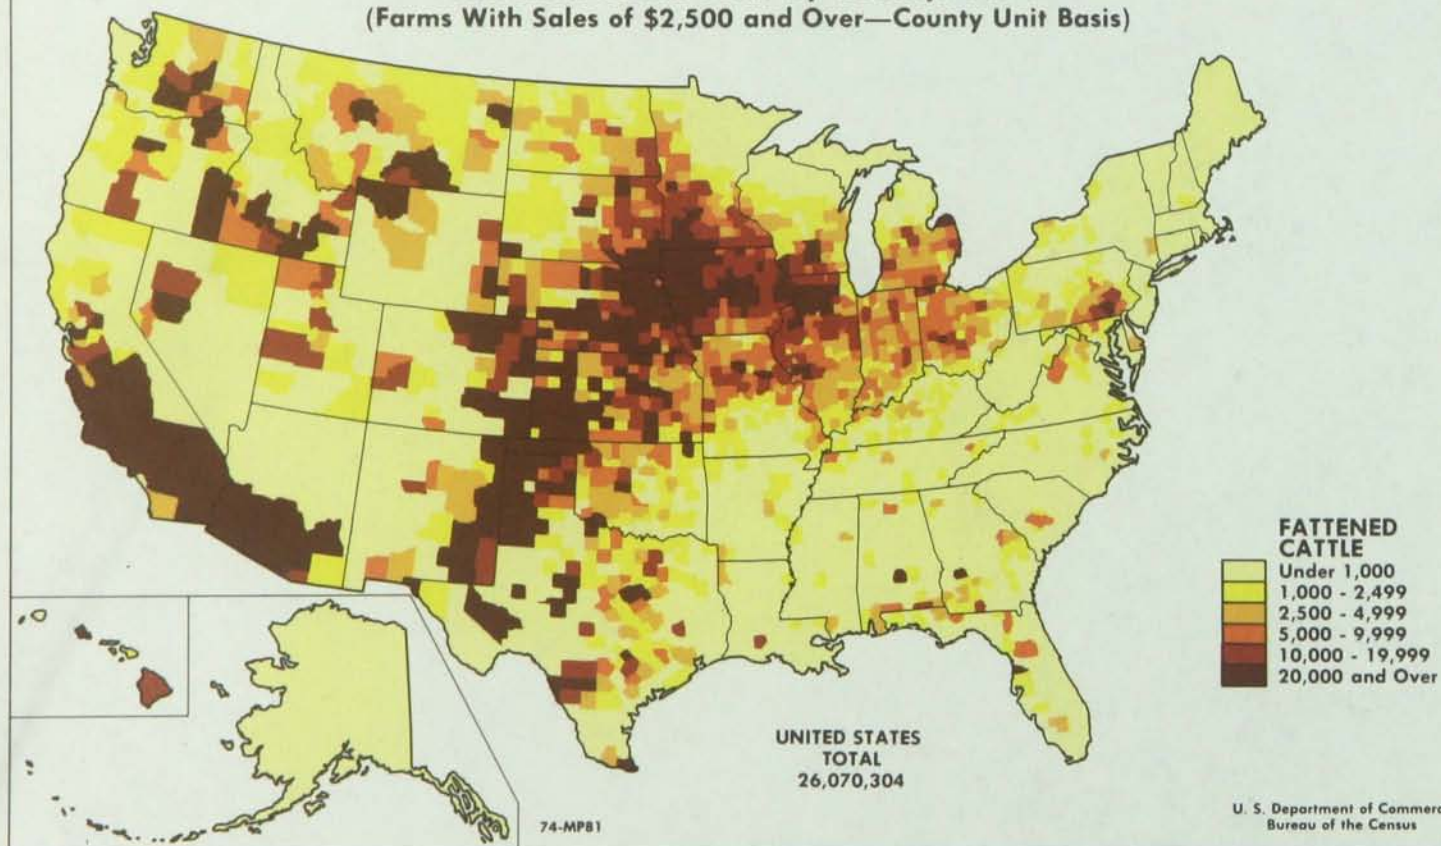 (Farms With Sales of $2,500 and Over—County Unit Basis)
FATTENED
CATTLE
Under 1,000
1,000 - 2,499
2,500 - 4,999
5,000 - 9,999
10,000 - 19,999
20,000 and Over
UNITED STATES
TOTAL
26,070,304
74-MP81
U. S. Department of Commerc
Bureau of the Census